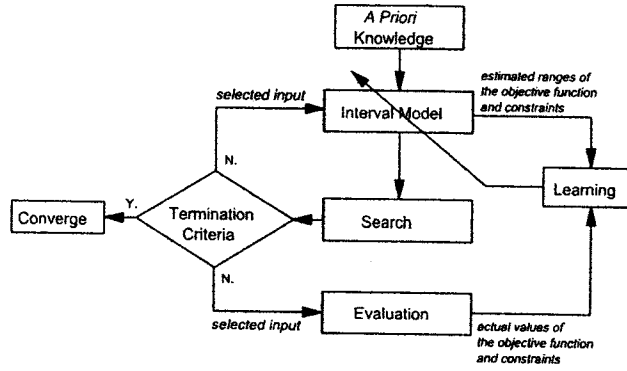 A Priori
Knowledge
selected input
Interval Model
estimated ranges of
the objective function
and constraints
N.
Learning
Y.
Converge
Termination
Criteria
Search
N.
selected input
Evaluation
actual values of
the objective function
and constraints